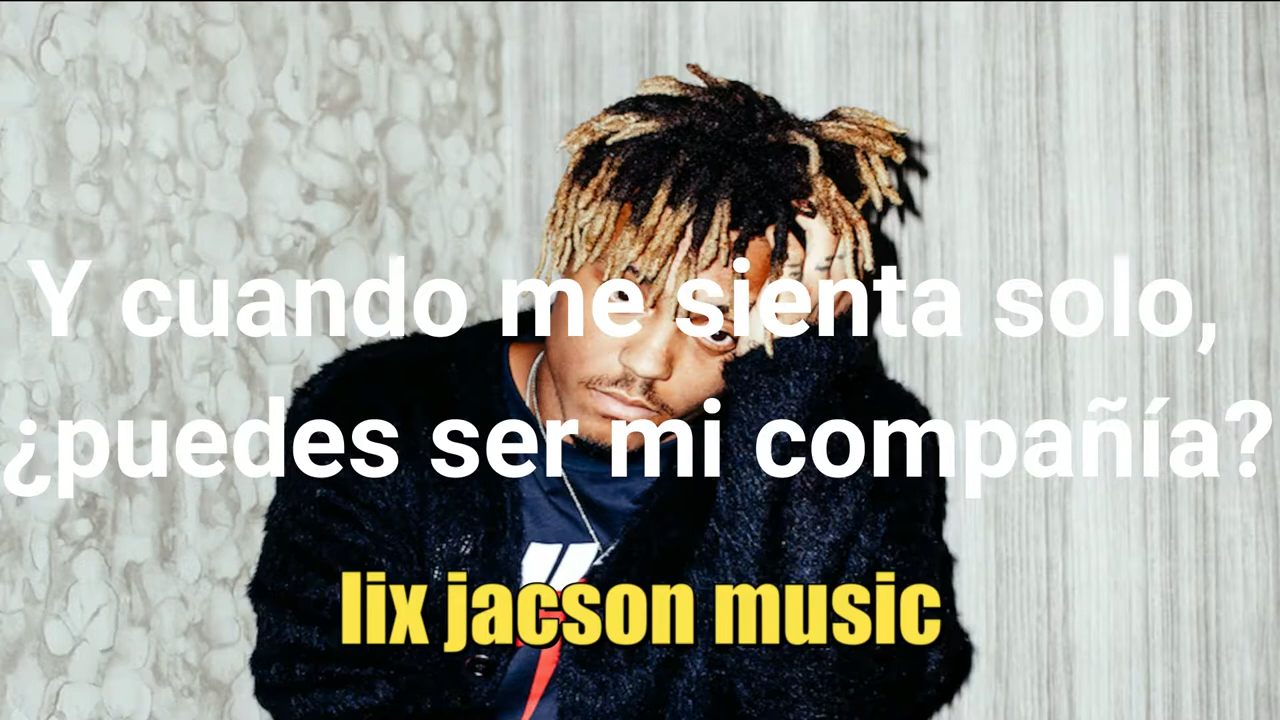 Y cuando me sienta solo,
¿puedes ser mi compañía?
lix jacson music